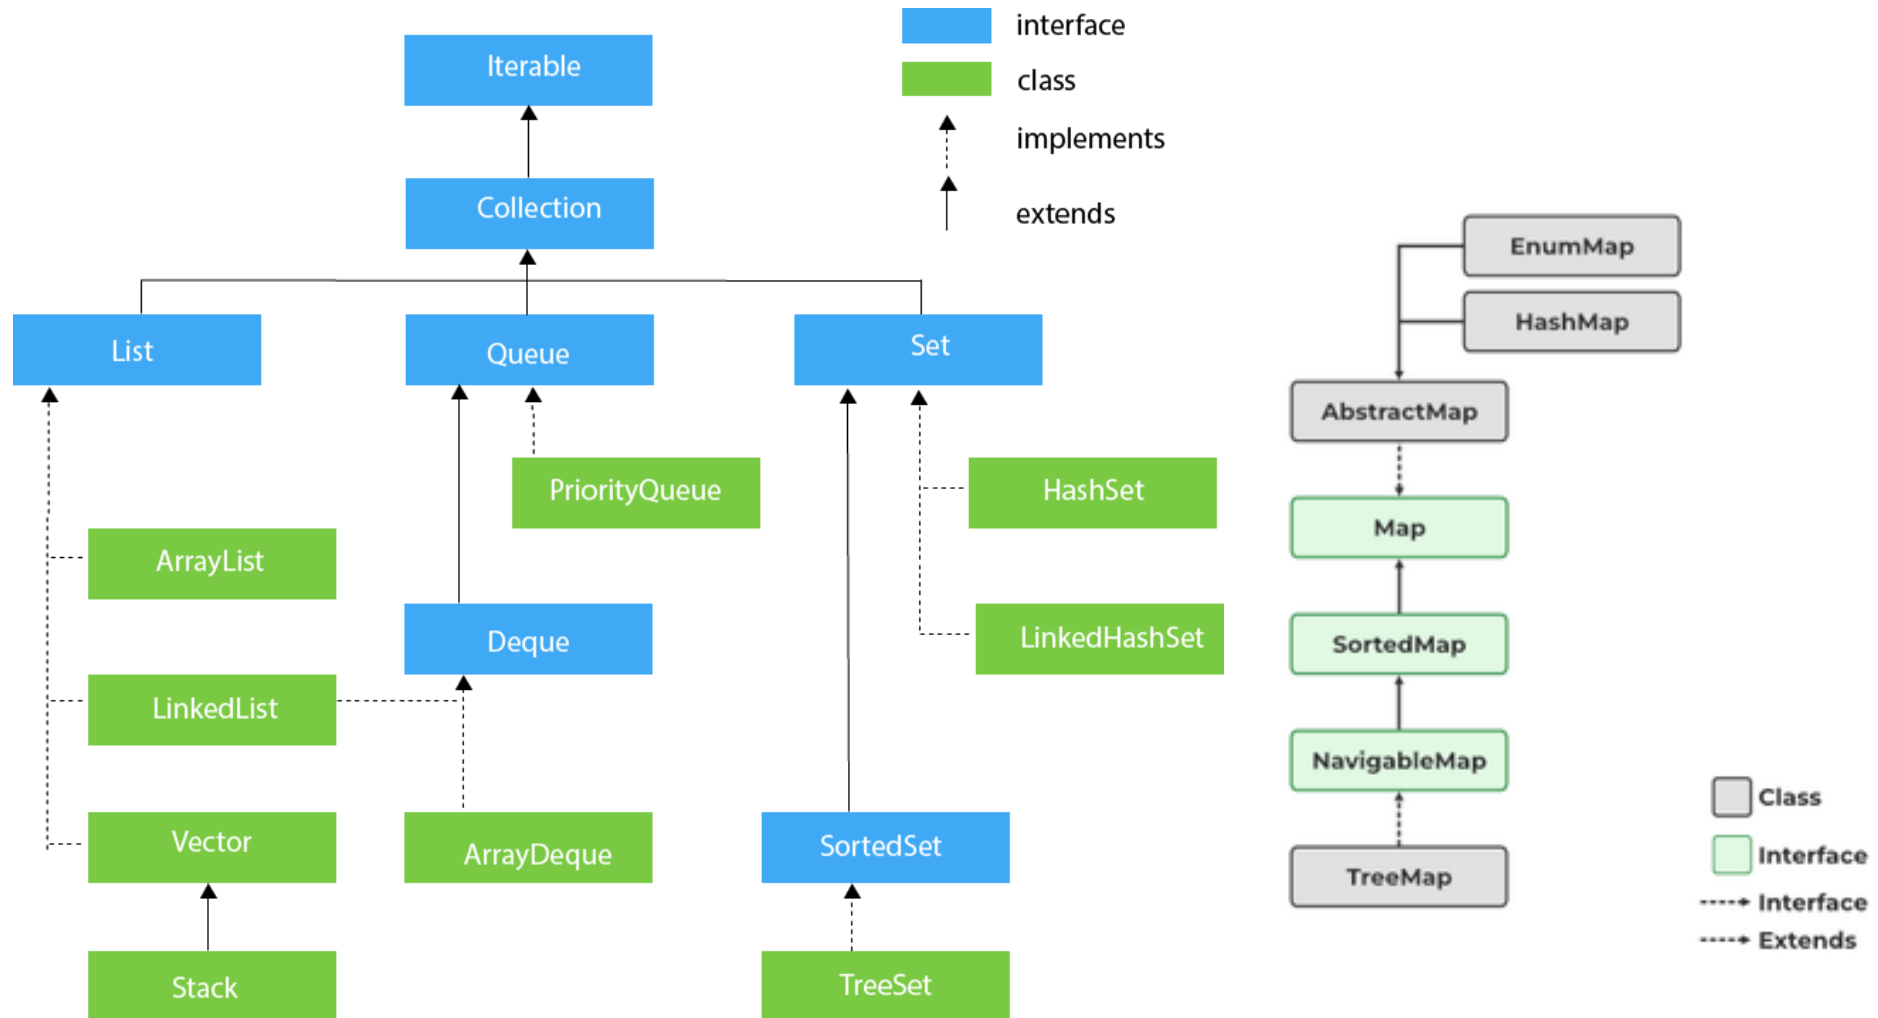 Iterable
interface
class
implements
extends
Collection
List
Queue
Set
PriorityQueue
HashSet
ArrayList
Deque
LinkedHashSet
LinkedList
Vector
ArrayDeque
SortedSet
Stack
TreeSet
EnumMap
HashMap
AbstractMap
Map
SortedMap
NavigableMap
TreeMap
Class
Interface
Interface
Extends